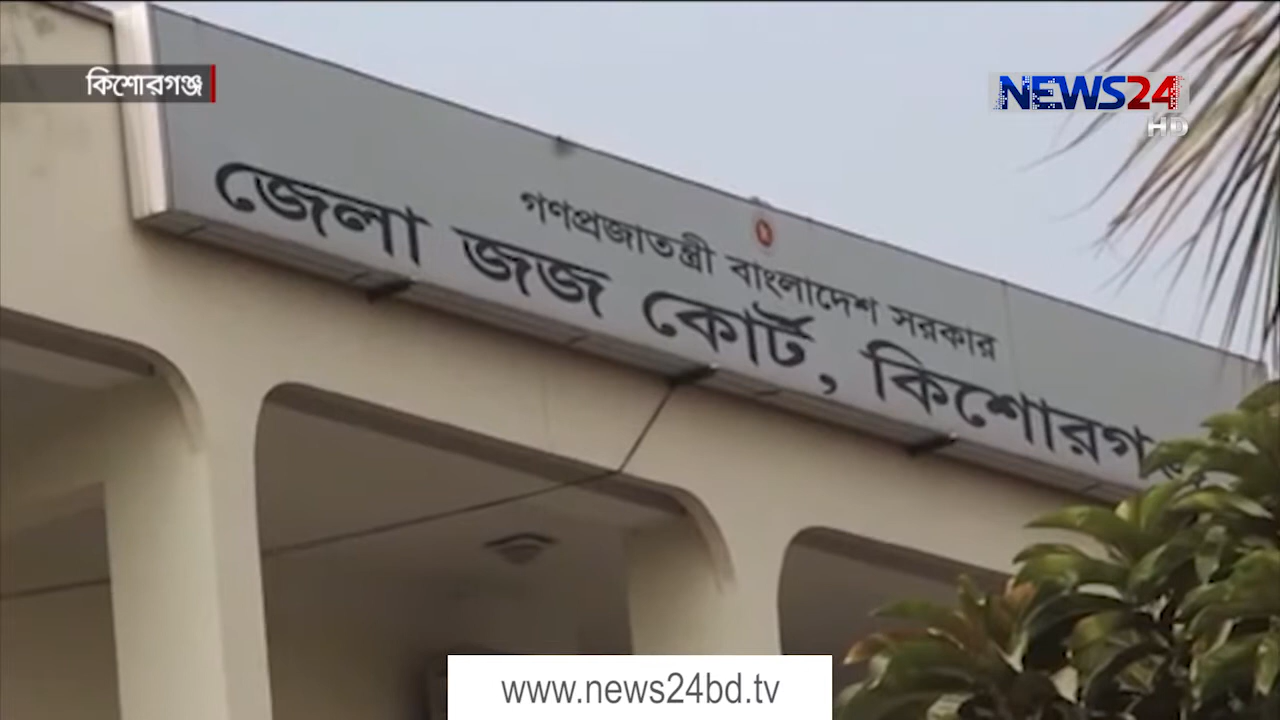 কিশোরগঞ্জ
NEWS24
HD
গণপ্রজাতন্ত্রী বাংলাদেশ সরকার
জেলা জজ কোর্ট, কিশোরগঞ্জ
www.news24bd.tv